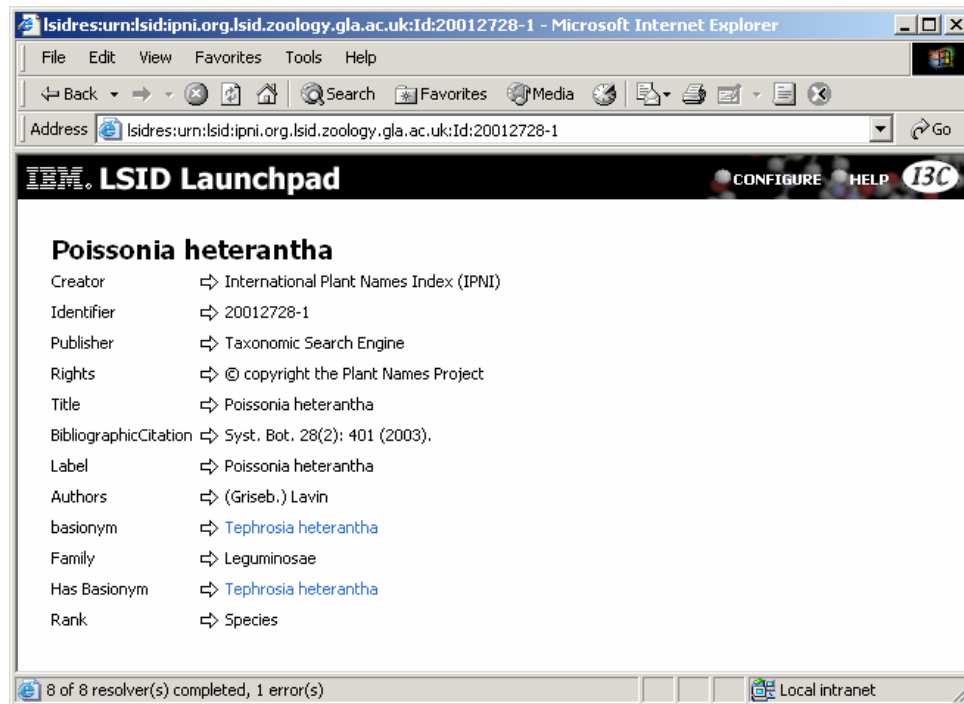 lsidres:urn:lsid:ipni.org.lsid.zoology.gla.ac.uk:Id:20012728-1 - Microsoft Internet Explorer
File Edit View Favorites Tools Help
Back Search Favorites Media
Address lsidres:urn:lsid:ipni.org.lsid.zoology.gla.ac.uk:Id:20012728-1 Go
IBM. LSID Launchpad CONFIGURE HELP I3C
Poissonia heterantha
Creator ⇨ International Plant Names Index (IPNI)
Identifier ⇨ 20012728-1
Publisher ⇨ Taxonomic Search Engine
Rights ⇨ © copyright the Plant Names Project
Title ⇨ Poissonia heterantha
BibliographicCitation ⇨ Syst. Bot. 28(2): 401 (2003).
Label ⇨ Poissonia heterantha
Authors ⇨ (Griseb.) Lavin
basionym ⇨ Tephrosia heterantha
Family ⇨ Leguminosae
Has Basionym ⇨ Tephrosia heterantha
Rank ⇨ Species
8 of 8 resolver(s) completed, 1 error(s) Local intranet